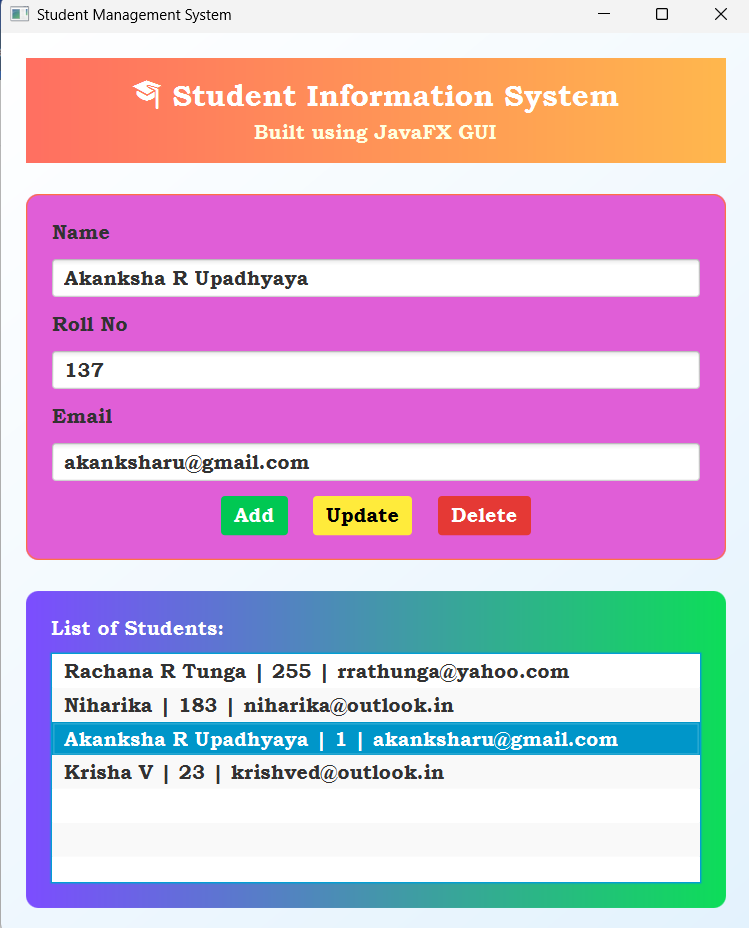 Student Management System
Student Information System
Built using JavaFX GUI
Name
Akanksha R Upadhyaya
Roll No
137
Email
akanksharu@gmail.com
Add Update Delete
List of Students:
Rachana R Tunga | 255 | rrathunga@yahoo.com
Niharika | 183 | niharika@outlook.in
Akanksha R Upadhyaya | 1 | akanksharu@gmail.com
Krisha V | 23 | krishved@outlook.in